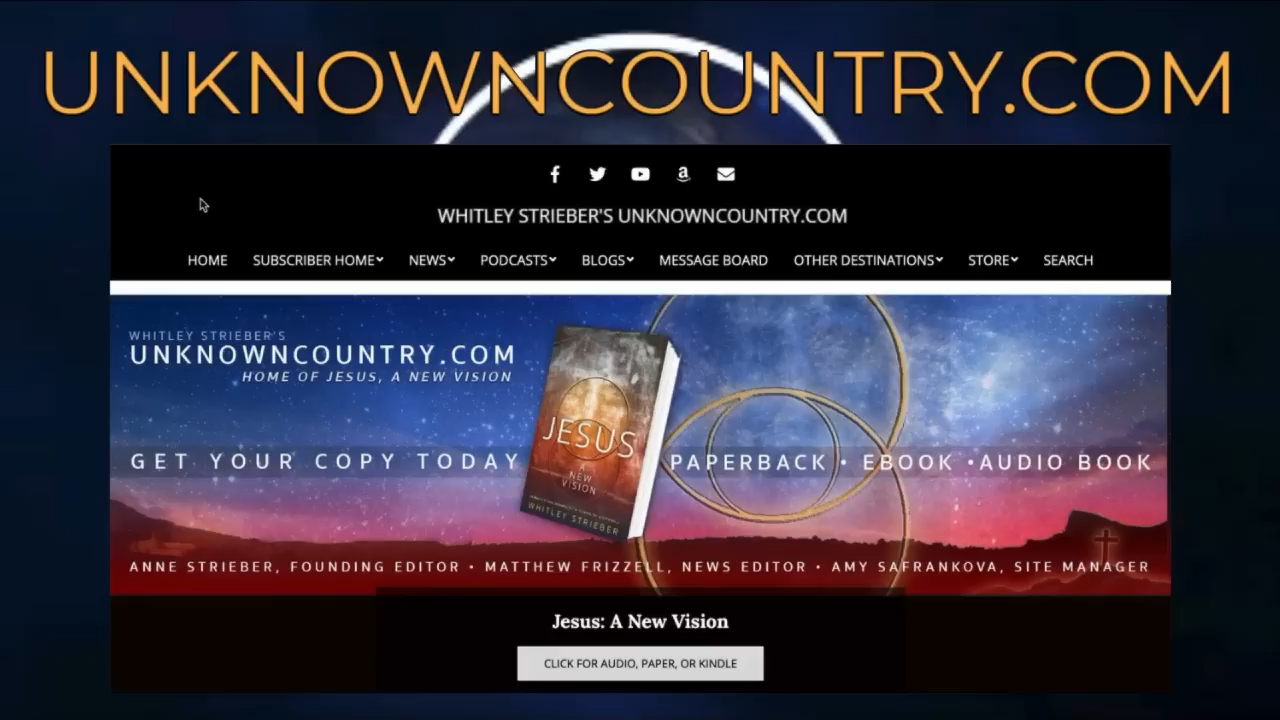 UNKNOWNCOUNTRY.COM
WHITLEY STRIEBER'S UNKNOWNCOUNTRY.COM
HOME SUBSCRIBER HOME NEWS PODCASTS BLOGS MESSAGE BOARD OTHER DESTINATIONS STORE SEARCH
WHITLEY STRIEBER'S
UNKNOWNCOUNTRY.COM
HOME OF JESUS, A NEW VISION
GET YOUR COPY TODAY
JESUS
A
NEW
VISION
WHITLEY STRIEBER
PAPERBACK • EBOOK •AUDIO BOOK
ANNE STRIEBER, FOUNDING EDITOR • MATTHEW FRIZZELL, NEWS EDITOR • AMY SAFRANKOVA, SITE MANAGER
Jesus: A New Vision
CLICK FOR AUDIO, PAPER, OR KINDLE